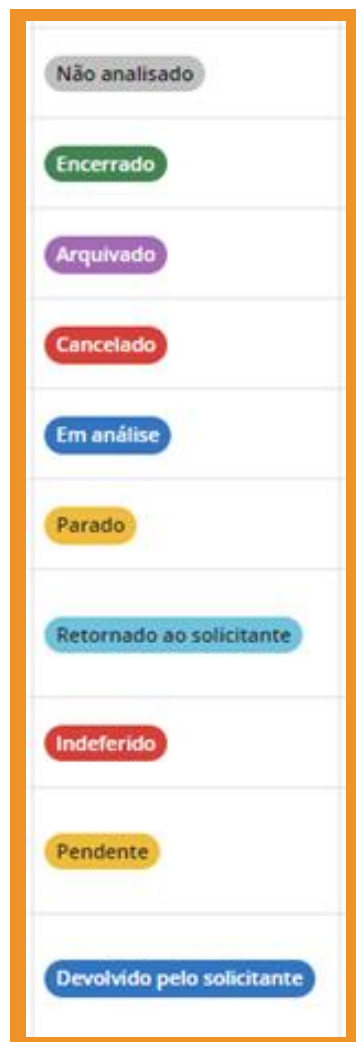 Não analisado
Encerrado
Arquivado
Cancelado
Em análise
Parado
Retornado ao solicitante
Indeferido
Pendente
Devolvido pelo solicitante